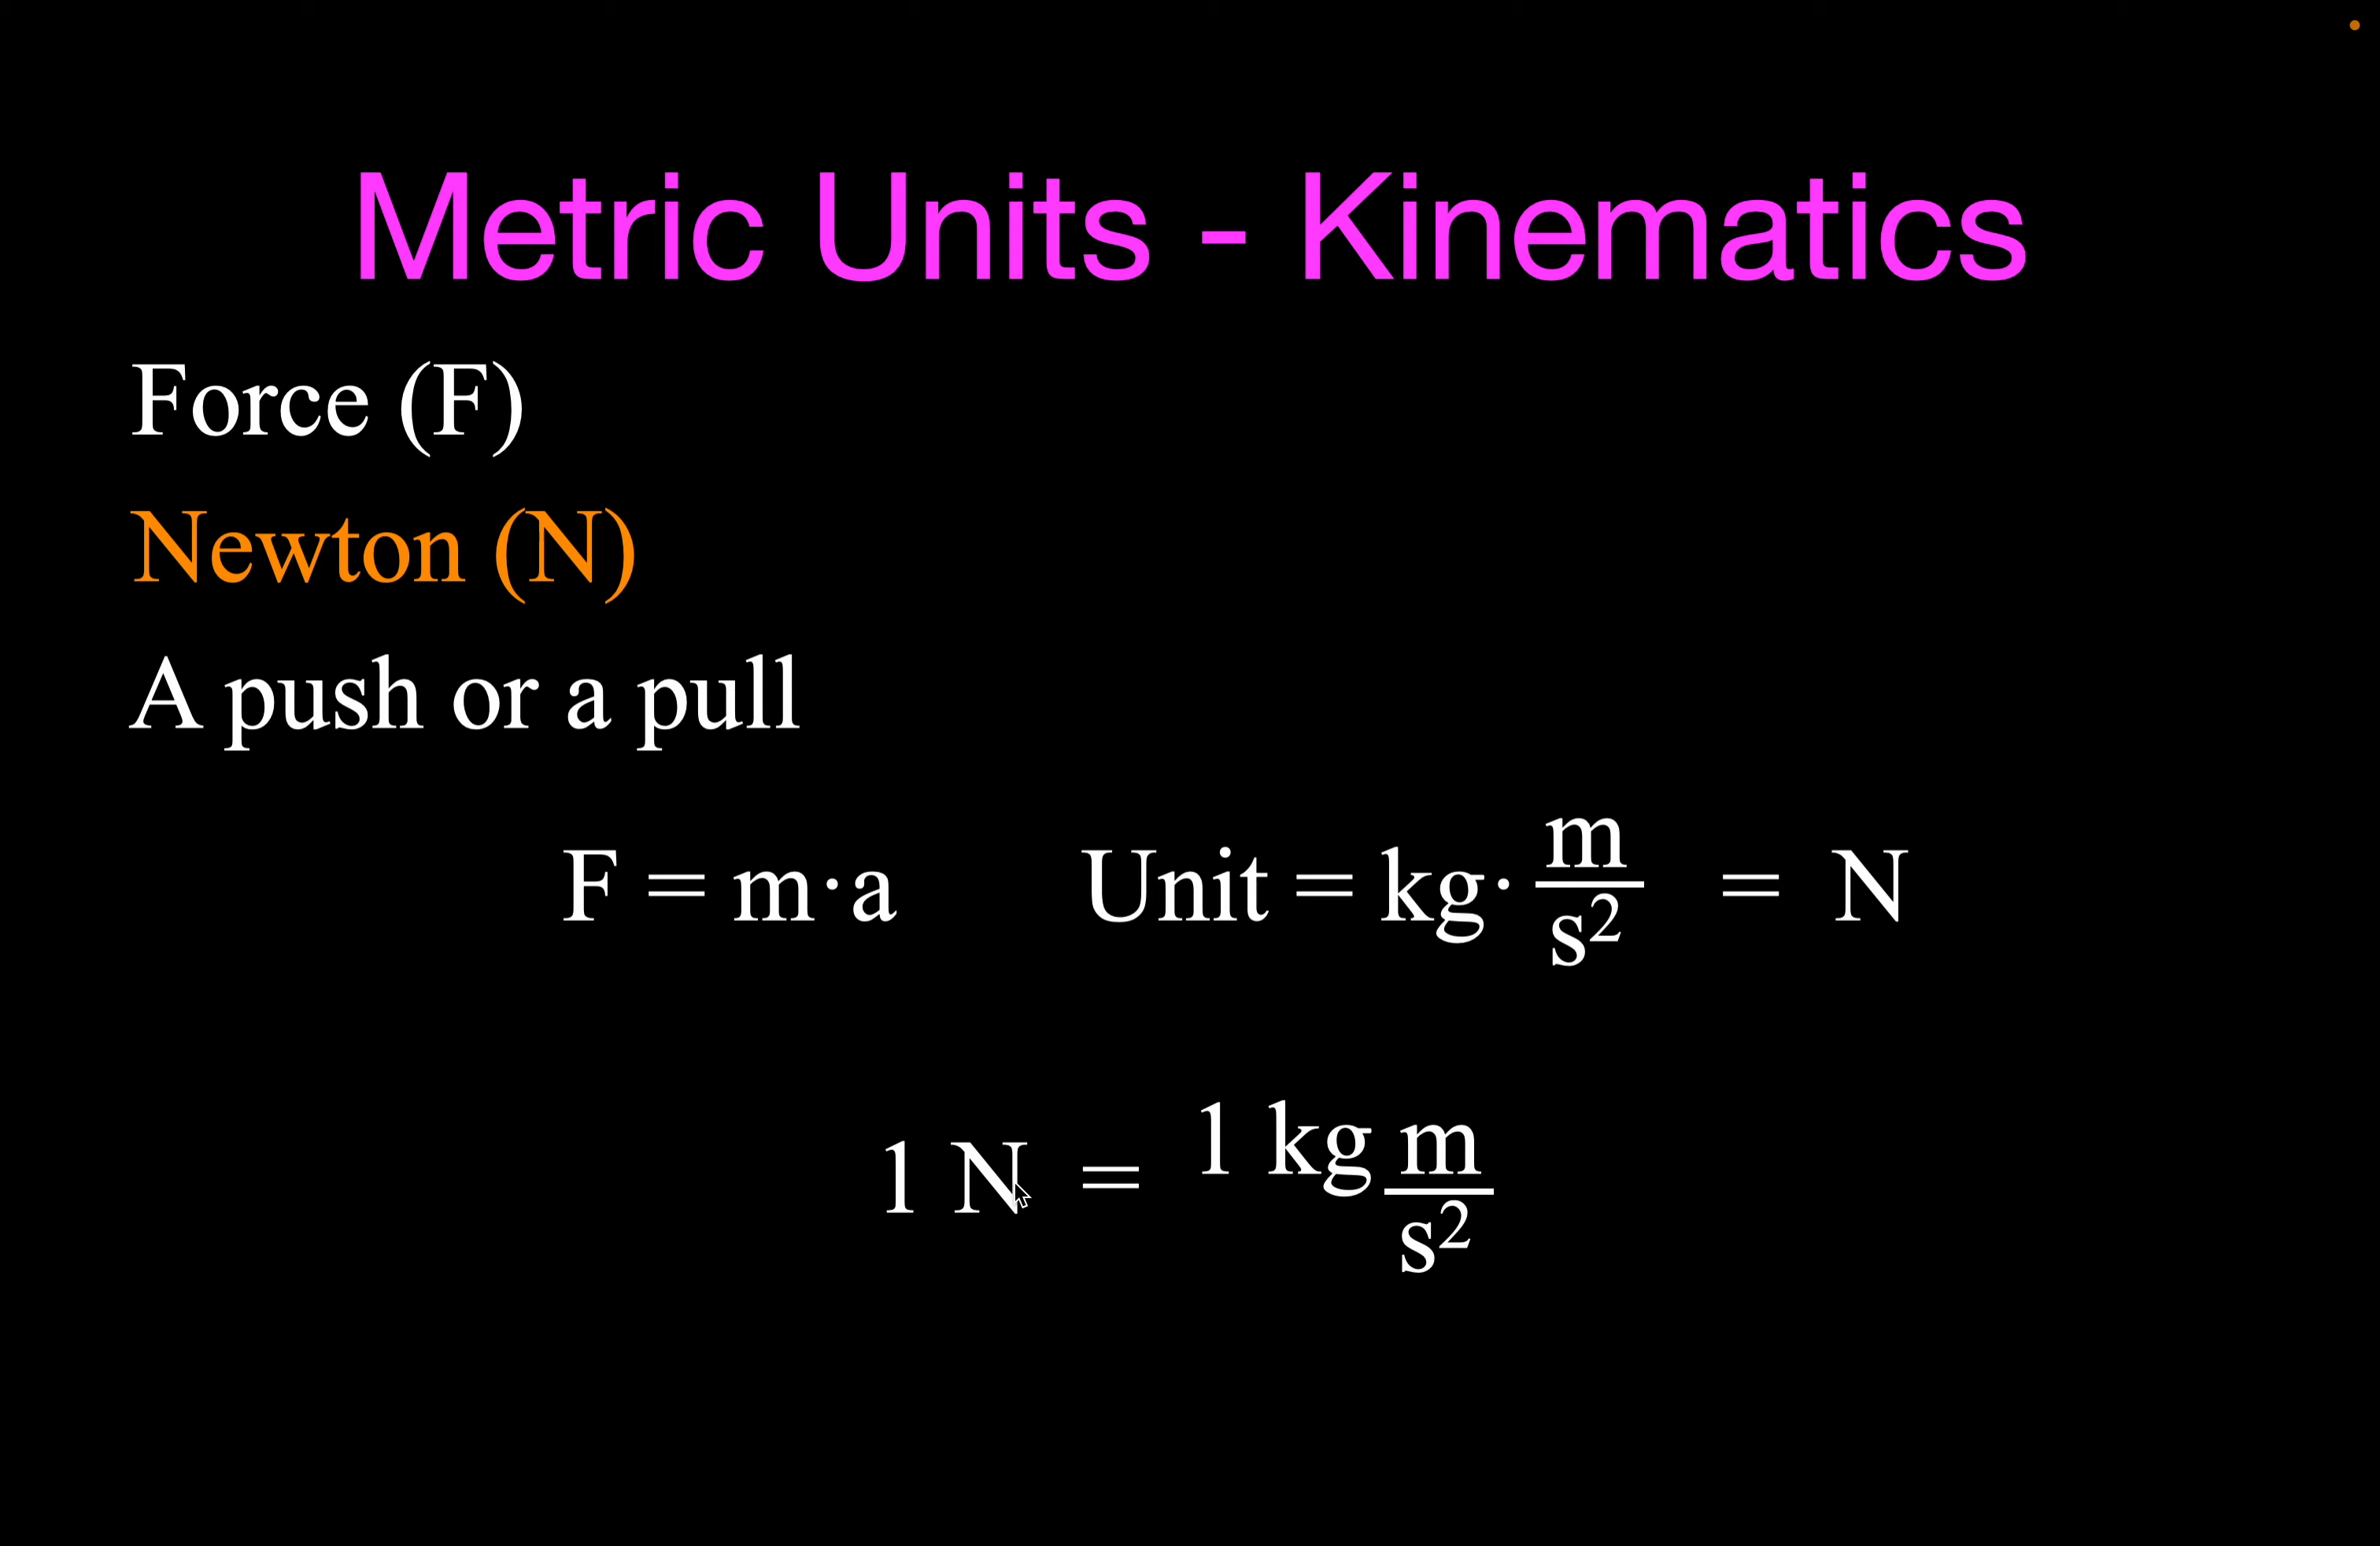 Metric Units - Kinematics
Force (F)
Newton (N)
A push or a pull
F = m·a Unit = kg· m/s² = N
1 N = 1 kg m/s²